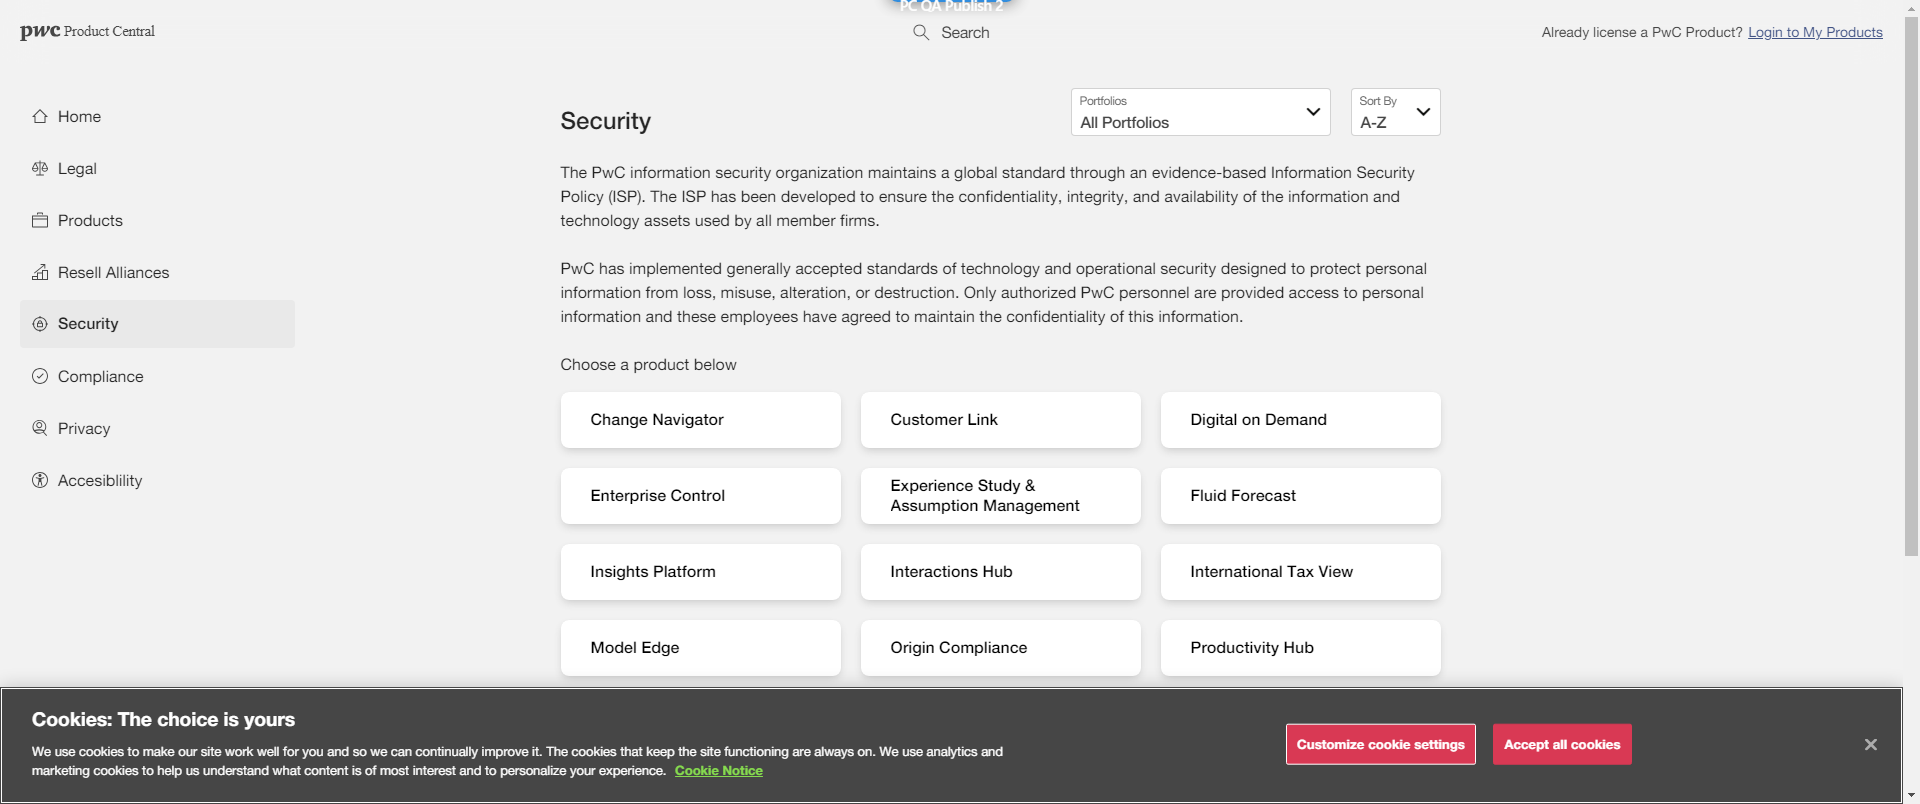 PC QA Publish 2
pwc Product Central
Search
Already license a PwC Product? Login to My Products
Home
Legal
Products
Resell Alliances
Security
Compliance
Privacy
Accesiblility
Security
Portfolios
All Portfolios
Sort By
A-Z
The PwC information security organization maintains a global standard through an evidence-based Information Security
Policy (ISP). The ISP has been developed to ensure the confidentiality, integrity, and availability of the information and
technology assets used by all member firms.
PwC has implemented generally accepted standards of technology and operational security designed to protect personal
information from loss, misuse, alteration, or destruction. Only authorized PwC personnel are provided access to personal
information and these employees have agreed to maintain the confidentiality of this information.
Choose a product below
Change Navigator
Customer Link
Digital on Demand
Enterprise Control
Experience Study &
Assumption Management
Fluid Forecast
Insights Platform
Interactions Hub
International Tax View
Model Edge
Origin Compliance
Productivity Hub
Cookies: The choice is yours
We use cookies to make our site work well for you and so we can continually improve it. The cookies that keep the site functioning are always on. We use analytics and
marketing cookies to help us understand what content is of most interest and to personalize your experience. Cookie Notice
Customize cookie settings
Accept all cookies